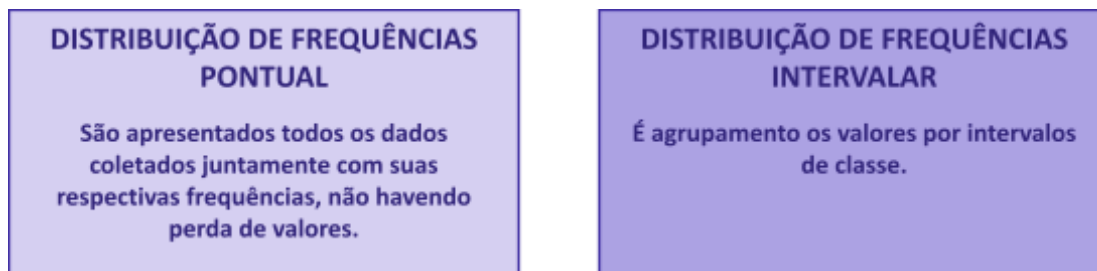 DISTRIBUIÇÃO DE FREQUÊNCIAS
PONTUAL
São apresentados todos os dados
coletados juntamente com suas
respectivas frequências, não havendo
perda de valores.
DISTRIBUIÇÃO DE FREQUÊNCIAS
INTERVALAR
É agrupamento os valores por intervalos
de classe.